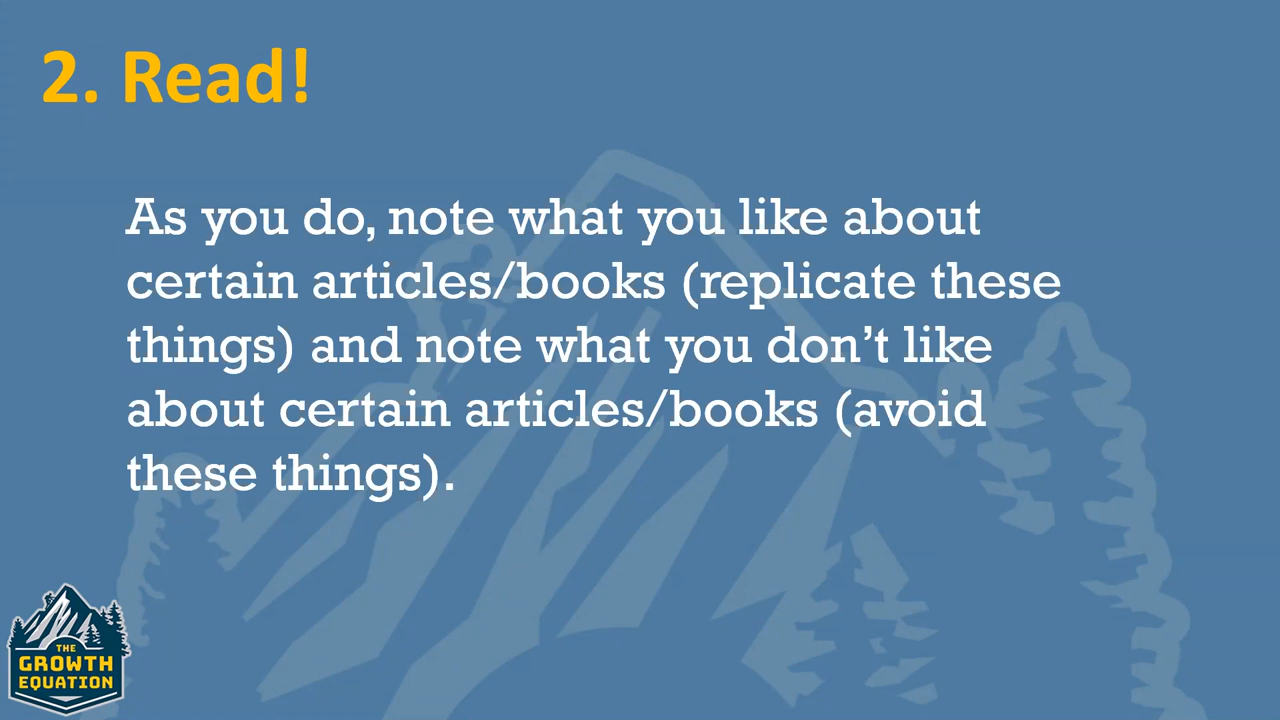 2. Read!
As you do, note what you like about
certain articles/books (replicate these
things) and note what you don’t like
about certain articles/books (avoid
these things).
THE
GROWTH
EQUATION